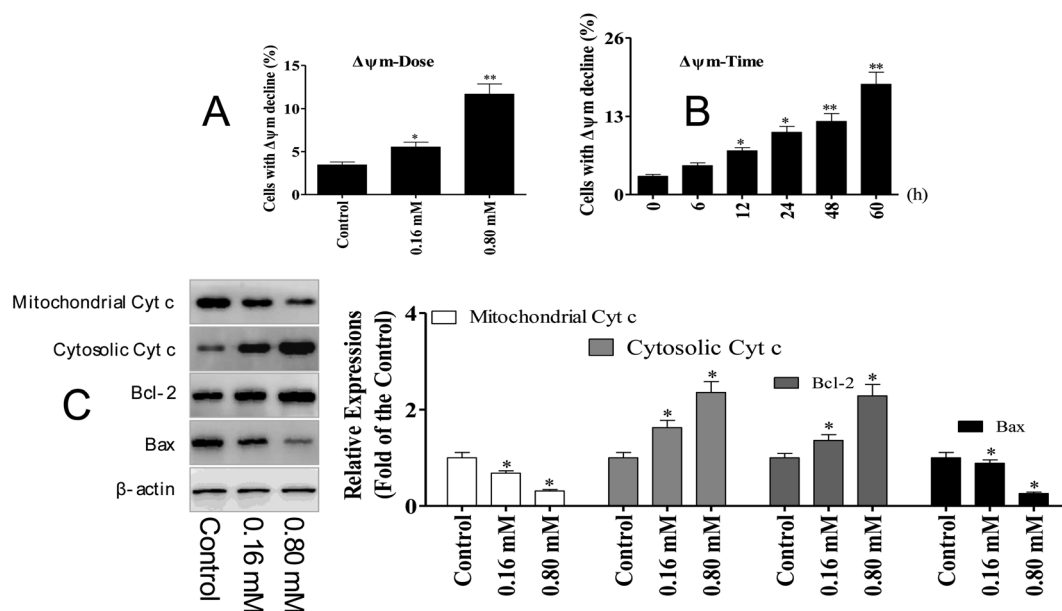 A
Cells with Δψm decline (%)
Δψm-Dose
15
10
5
0
*
**
Control
0.16 mM
0.80 mM
B
Cells with Δψm decline (%)
Δψm-Time
26
13
0
*
*
**
**
0
6
12
24
48
60
(h)
C
Mitochondrial Cyt c
Cytosolic Cyt c
Bcl-2
Bax
β-actin
Control
0.16 mM
0.80 mM
Relative Expressions
(Fold of the Control)
4
2
0
Mitochondrial Cyt c
Cytosolic Cyt c
Bcl-2
Bax
*
*
*
*
*
*
*
*
Control
0.16 mM
0.80 mM
Control
0.16 mM
0.80 mM
Control
0.16 mM
0.80 mM
Control
0.16 mM
0.80 mM